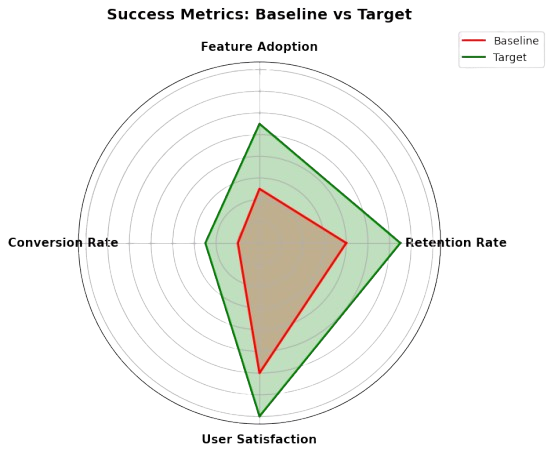 Success Metrics: Baseline vs Target
Baseline
Target
Feature Adoption
Conversion Rate
Retention Rate
User Satisfaction